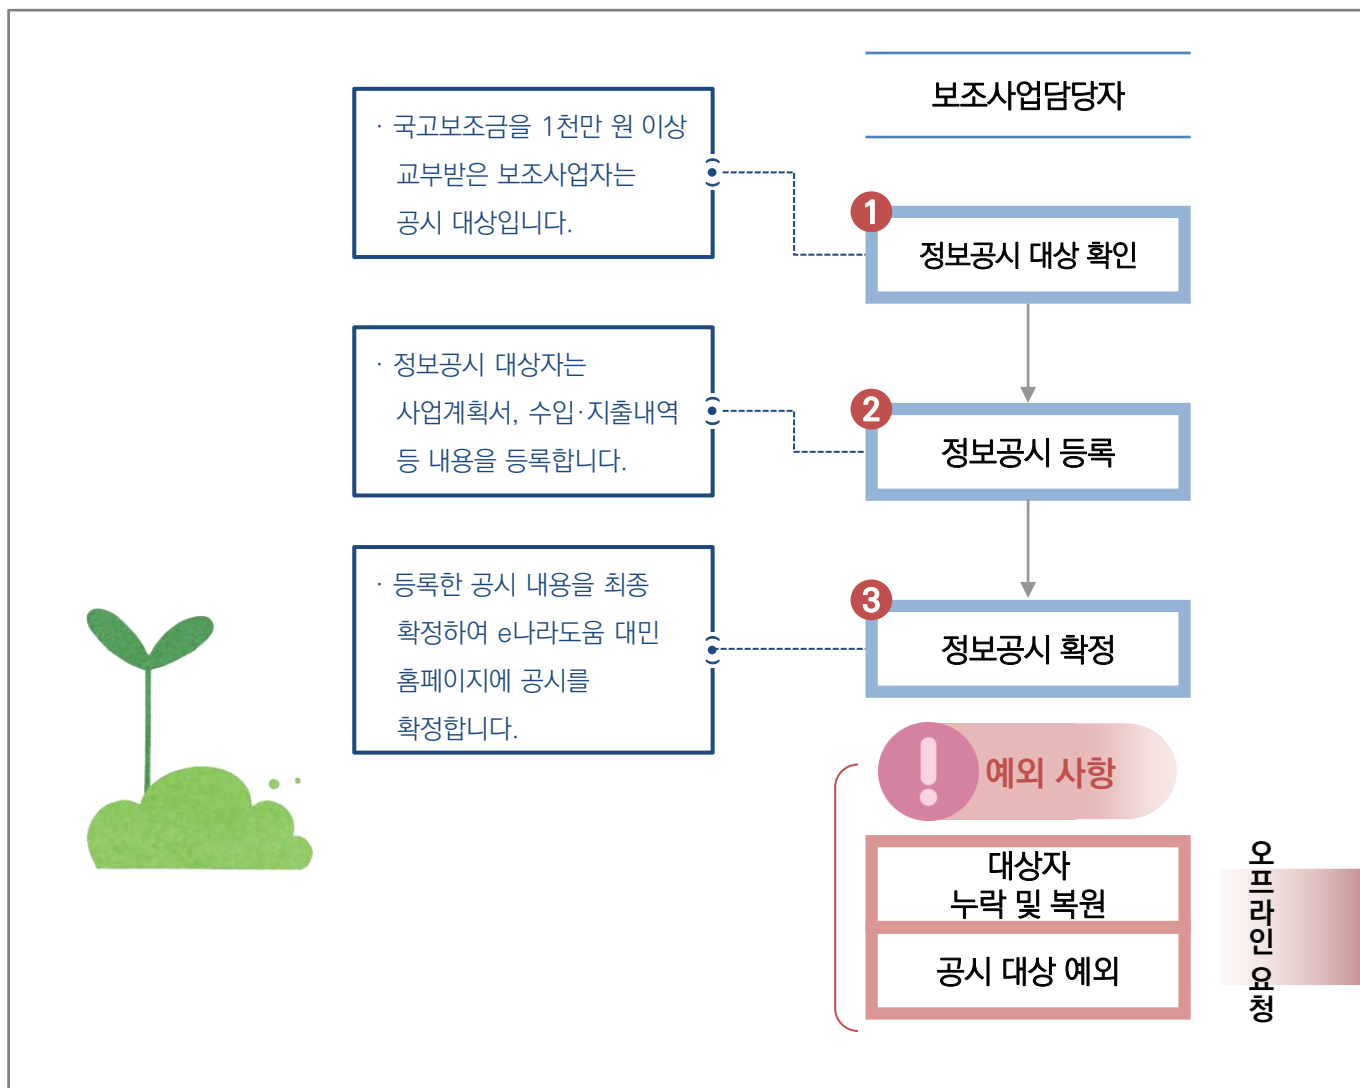 보조사업담당자
· 국고보조금을 1천만 원 이상
교부받은 보조사업자는
공시 대상입니다.
1
정보공시 대상 확인
· 정보공시 대상자는
사업계획서, 수입·지출내역
등 내용을 등록합니다.
2
정보공시 등록
· 등록한 공시 내용을 최종
확정하여 e나라도움 대민
홈페이지에 공시를
확정합니다.
3
정보공시 확정
예외 사항
대상자
누락 및 복원
공시 대상 예외
오프라인 요청